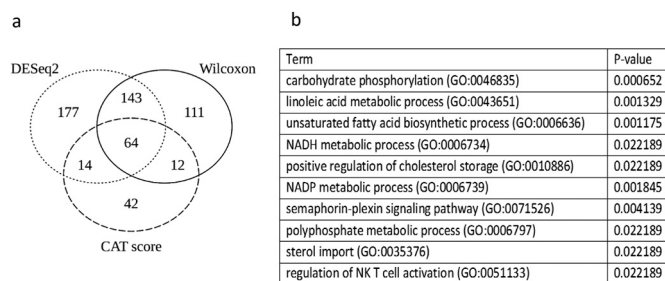 a
b
DESeq2
Wilcoxon
143
177
111
64
14
12
42
CAT score
Term P-value
carbohydrate phosphorylation (GO:0046835) 0.000652
linoleic acid metabolic process (GO:0043651) 0.001329
unsaturated fatty acid biosynthetic process (GO:0006636) 0.001175
NADH metabolic process (GO:0006734) 0.022189
positive regulation of cholesterol storage (GO:0010886) 0.022189
NADP metabolic process (GO:0006739) 0.001845
semaphorin-plexin signaling pathway (GO:0071526) 0.004139
polyphosphate metabolic process (GO:0006797) 0.022189
sterol import (GO:0035376) 0.022189
regulation of NK T cell activation (GO:0051133) 0.022189